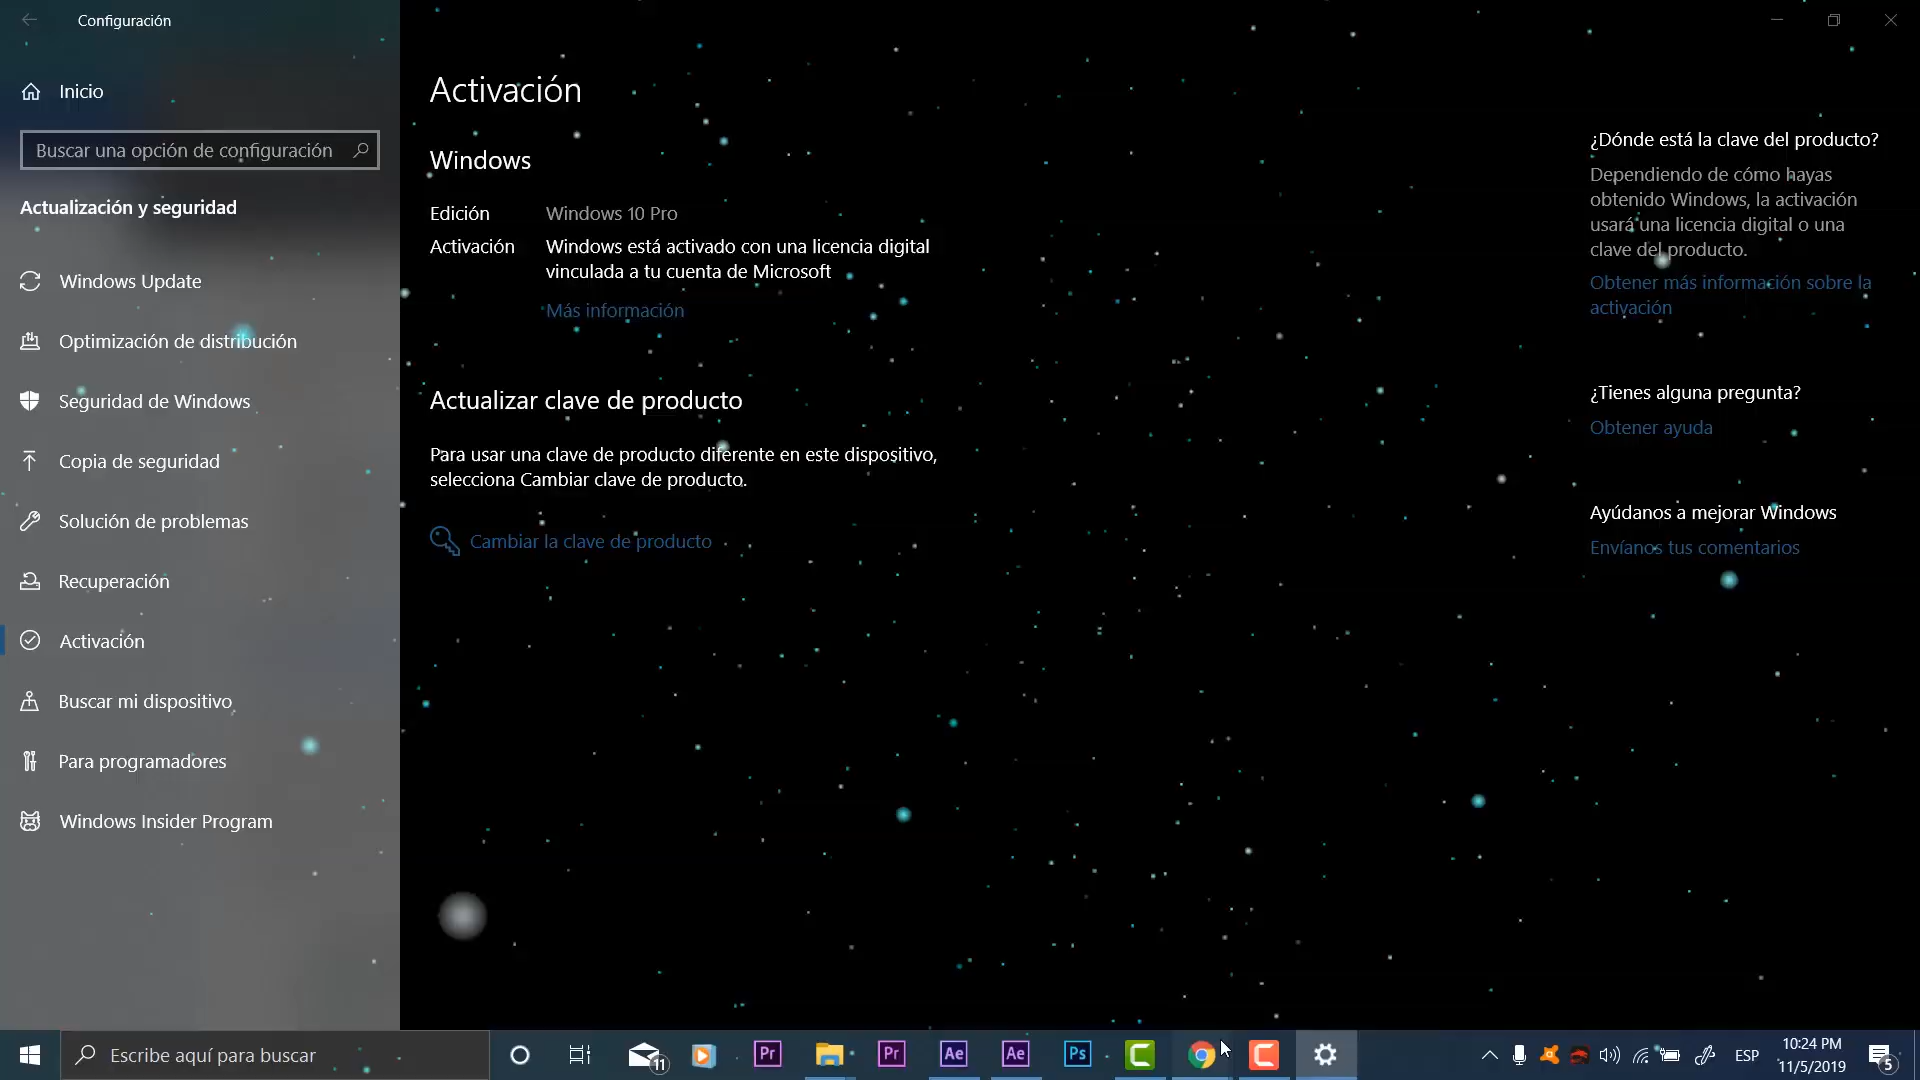 Configuración
Inicio
Buscar una opción de configuración
Actualización y seguridad
Windows Update
Optimización de distribución
Seguridad de Windows
Copia de seguridad
Solución de problemas
Recuperación
Activación
Buscar mi dispositivo
Para programadores
Windows Insider Program
Activación
Windows
Edición Windows 10 Pro
Activación Windows está activado con una licencia digital
vinculada a tu cuenta de Microsoft
Más información
Actualizar clave de producto
Para usar una clave de producto diferente en este dispositivo,
selecciona Cambiar clave de producto.
Cambiar la clave de producto
¿Dónde está la clave del producto?
Dependiendo de cómo hayas
obtenido Windows, la activación
usará una licencia digital o una
clave del producto.
Obtener más información sobre la
activación
¿Tienes alguna pregunta?
Obtener ayuda
Ayúdanos a mejorar Windows
Envíanos tus comentarios
Escribe aquí para buscar
11
Pr
Pr
Ae
Ae
Ps
ESP
10:24 PM
11/5/2019
5